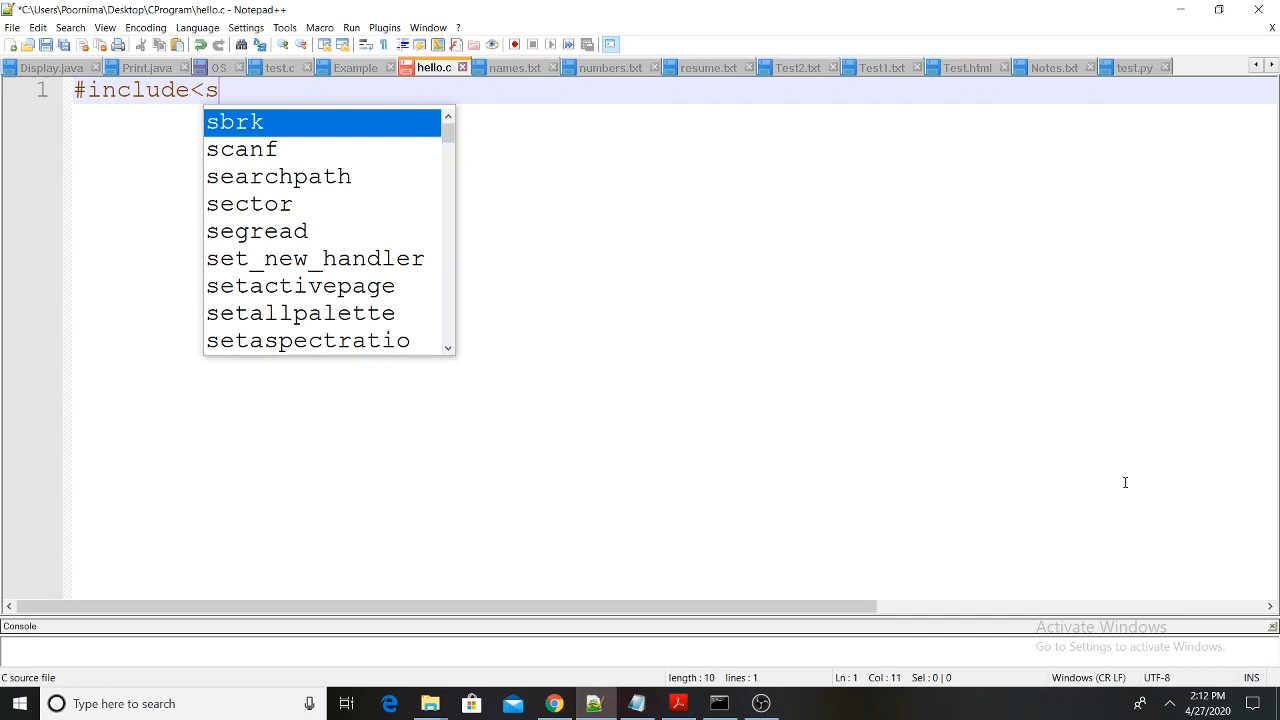 *C:\Users\Poornima\Desktop\CProgram\hello.c - Notepad++
File Edit Search View Encoding Language Settings Tools Macro Run Plugins Window ? X
Display.java Print.java OS test.c Example hello.c names.txt numbers.txt resume.txt Test2.txt Test1.txt Test.html Notes.txt test.py
1 #include<s
sbrk
scanf
searchpath
sector
segread
set_new_handler
setactivepage
setallpalette
setaspectratio
Console
Activate Windows
Go to Settings to activate Windows.
C source file length : 10 lines : 1 Ln : 1 Col : 11 Sel : 0 | 0 Windows (CR LF) UTF-8 INS
Type here to search
2:12 PM
4/27/2020